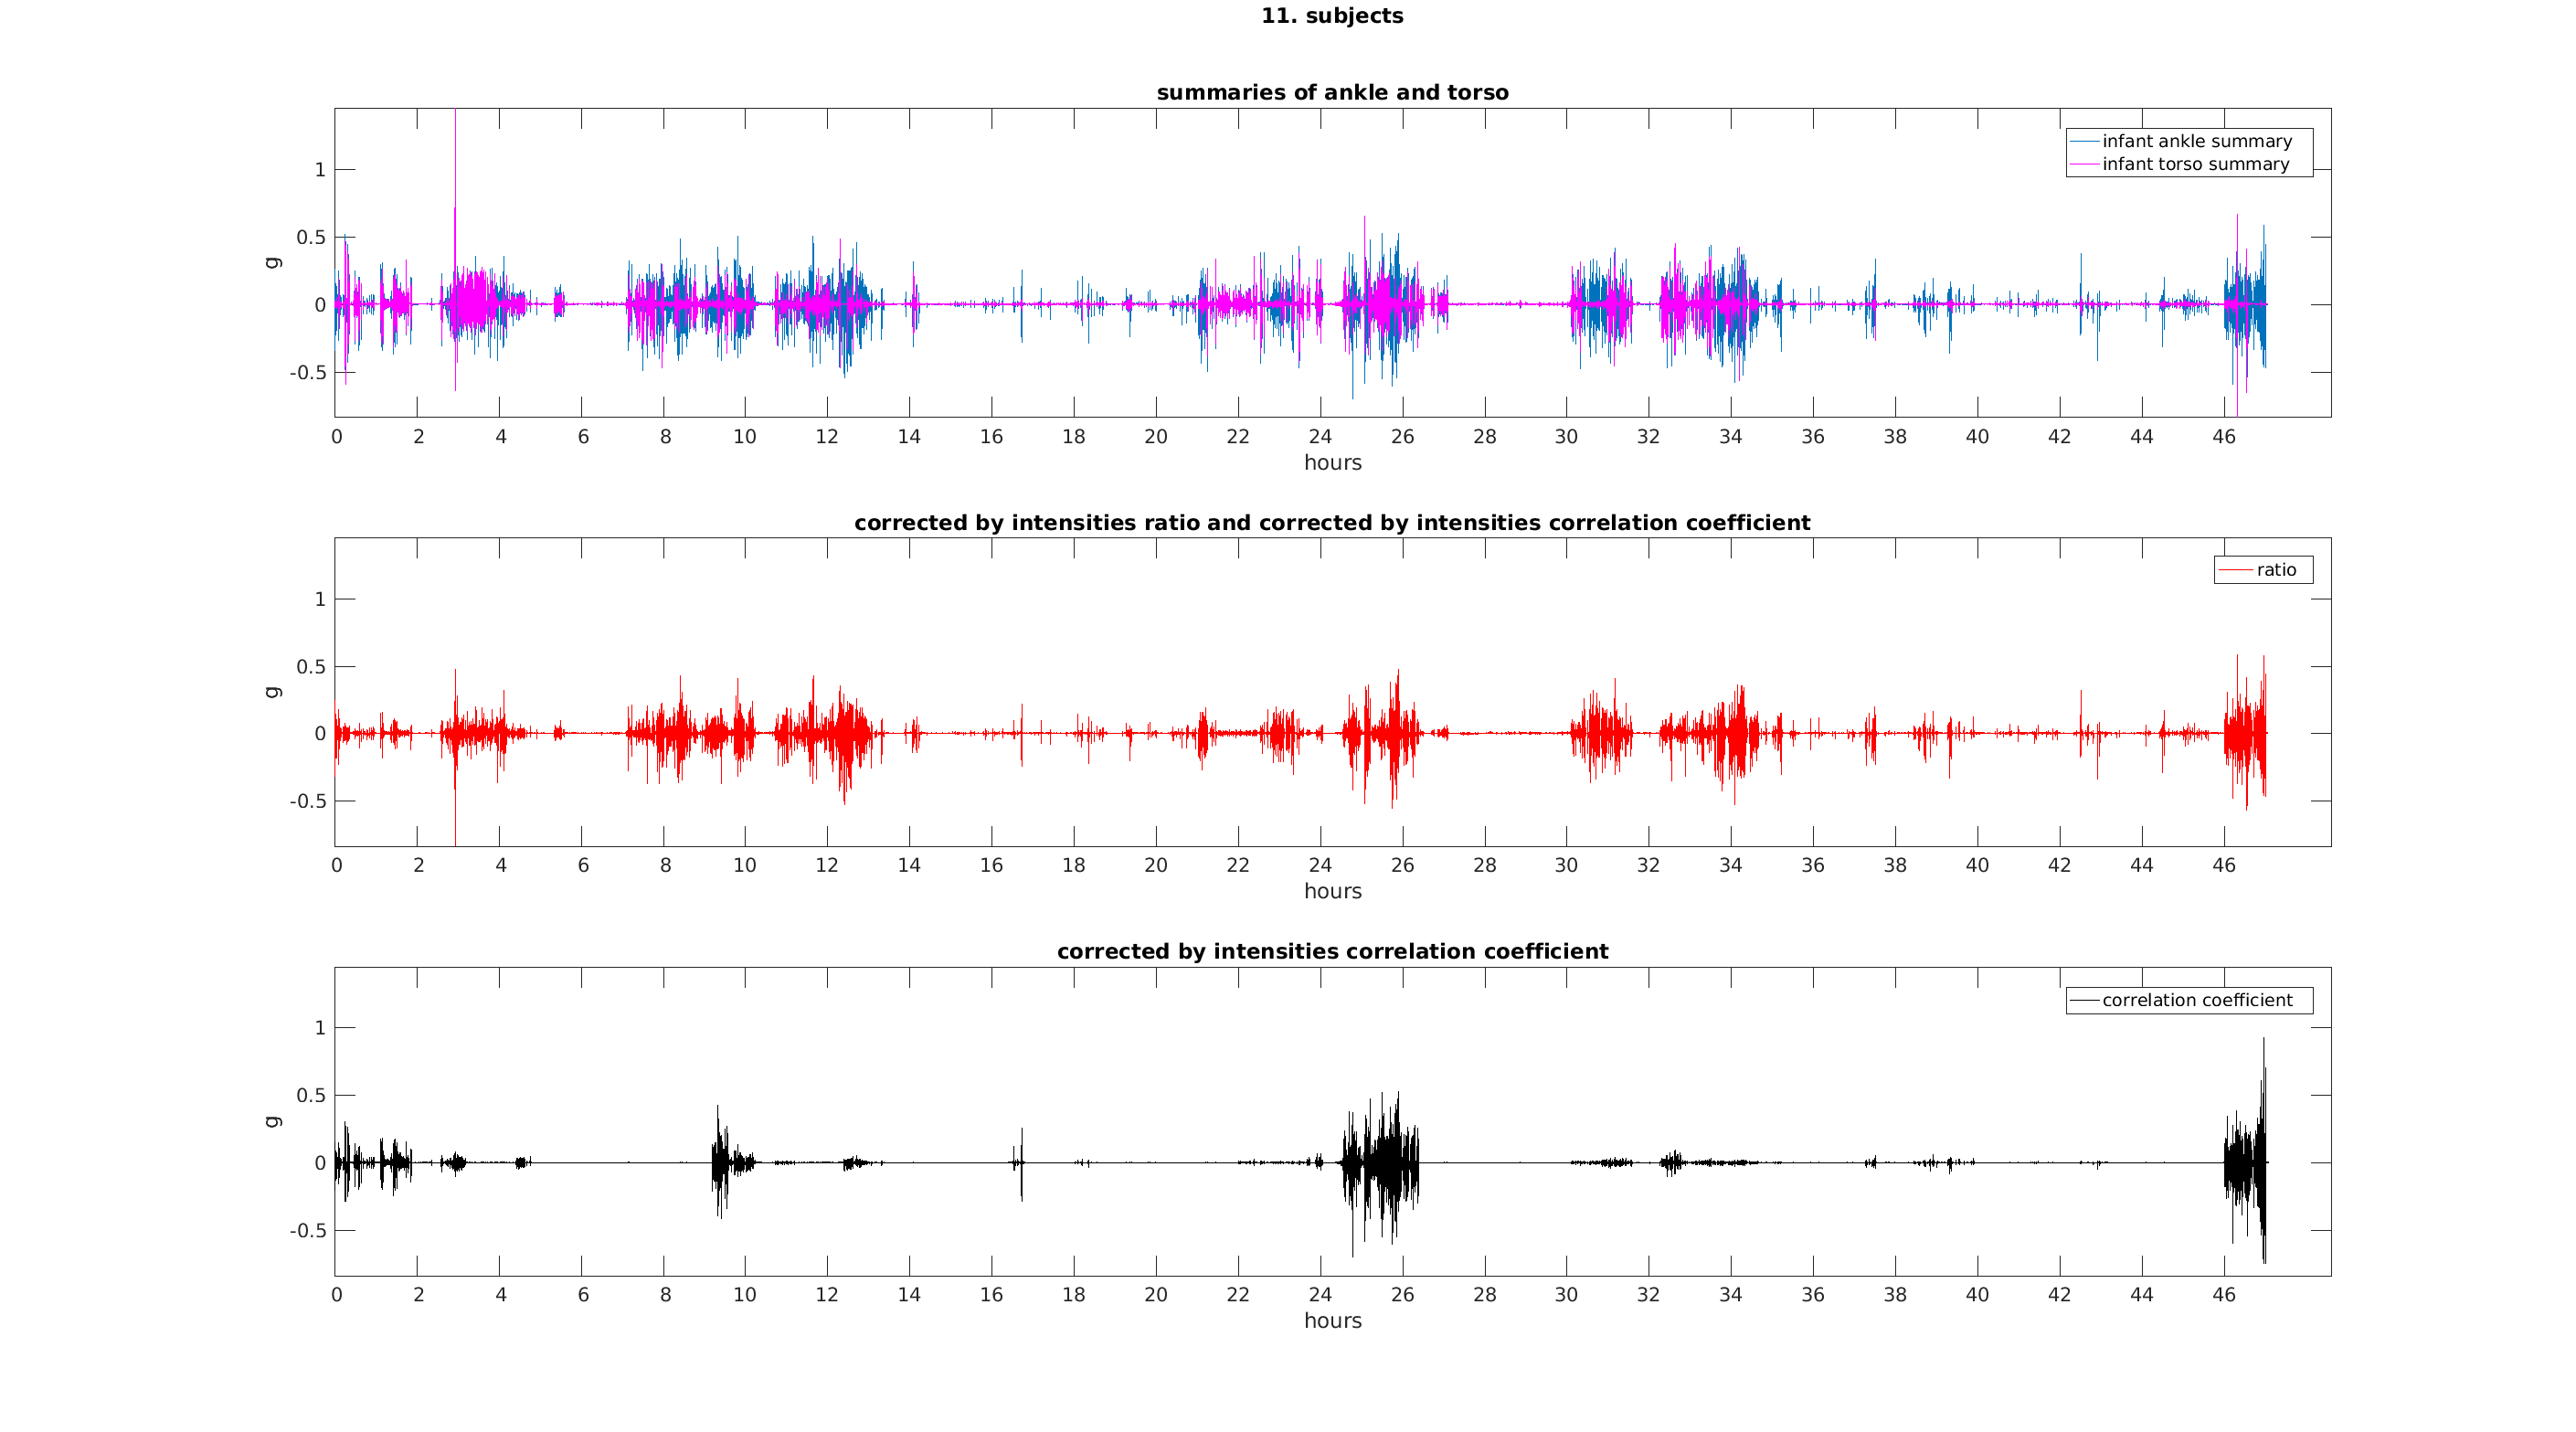 11. subjects
summaries of ankle and torso
infant ankle summary
infant torso summary
1
0.5
0
-0.5
g
0 2 4 6 8 10 12 14 16 18 20 22 24 26 28 30 32 34 36 38 40 42 44 46
hours
corrected by intensities ratio and corrected by intensities correlation coefficient
ratio
1
0.5
0
-0.5
g
0 2 4 6 8 10 12 14 16 18 20 22 24 26 28 30 32 34 36 38 40 42 44 46
hours
corrected by intensities correlation coefficient
correlation coefficient
1
0.5
0
-0.5
g
0 2 4 6 8 10 12 14 16 18 20 22 24 26 28 30 32 34 36 38 40 42 44 46
hours